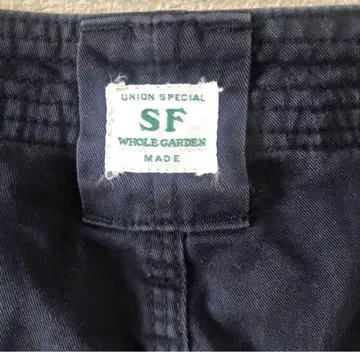 UNION SPECIAL
SF
WHOLE GARDEN
MADE